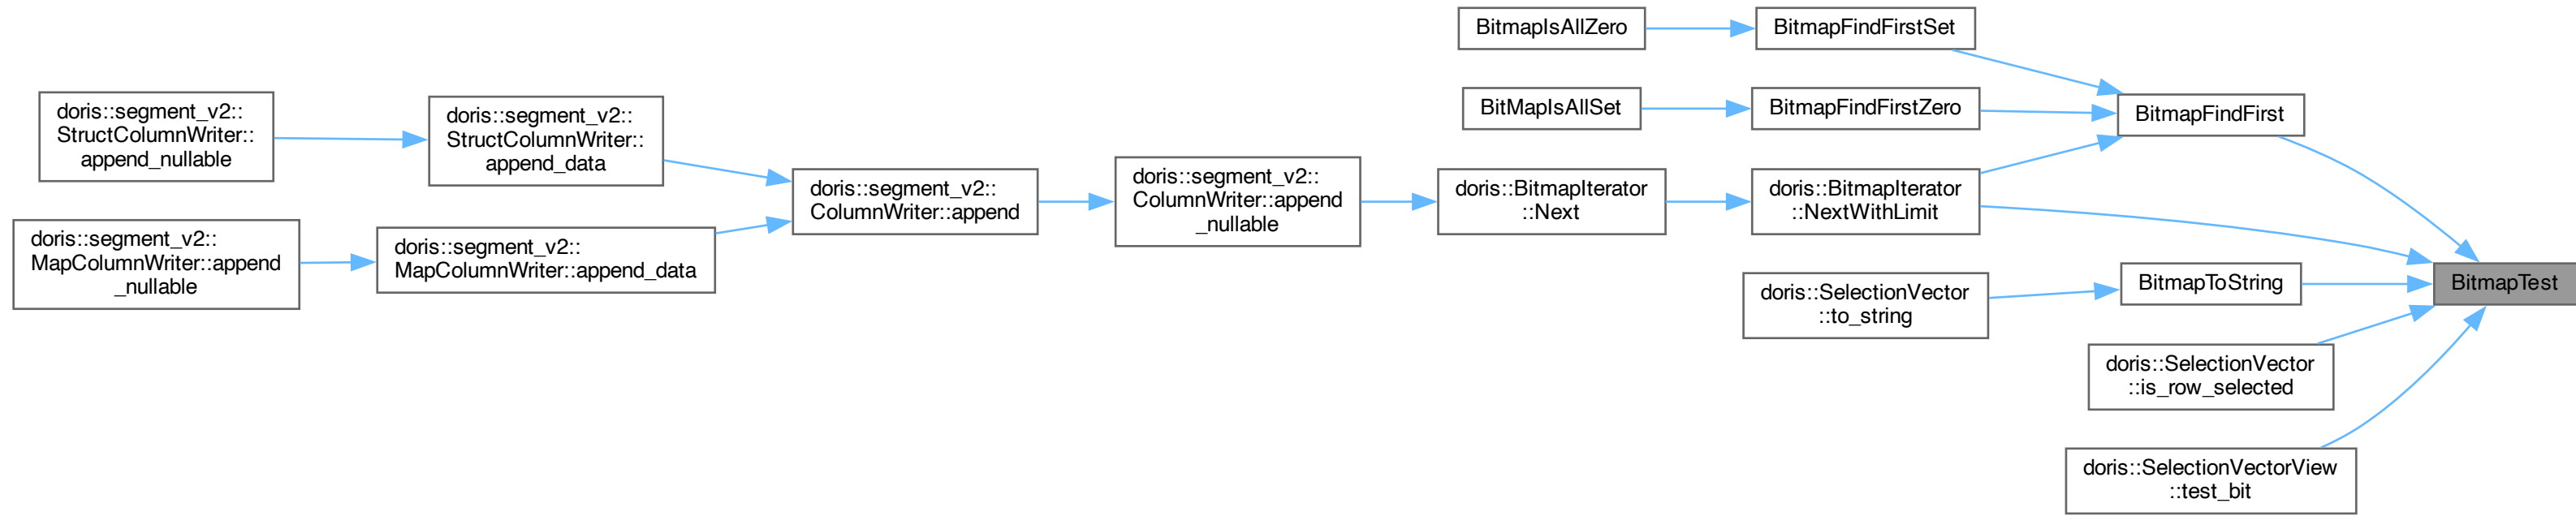 BitmapIsAllZero
BitmapFindFirstSet
doris::segment_v2::
StructColumnWriter::
append_nullable
doris::segment_v2::
StructColumnWriter::
append_data
BitMapIsAllSet
BitmapFindFirstZero
BitmapFindFirst
doris::segment_v2::
ColumnWriter::append
doris::segment_v2::
ColumnWriter::append
_nullable
doris::BitmapIterator
::Next
doris::BitmapIterator
::NextWithLimit
doris::segment_v2::
MapColumnWriter::append
_nullable
doris::segment_v2::
MapColumnWriter::append_data
doris::SelectionVector
::to_string
BitmapToString
BitmapTest
doris::SelectionVector
::is_row_selected
doris::SelectionVectorView
::test_bit